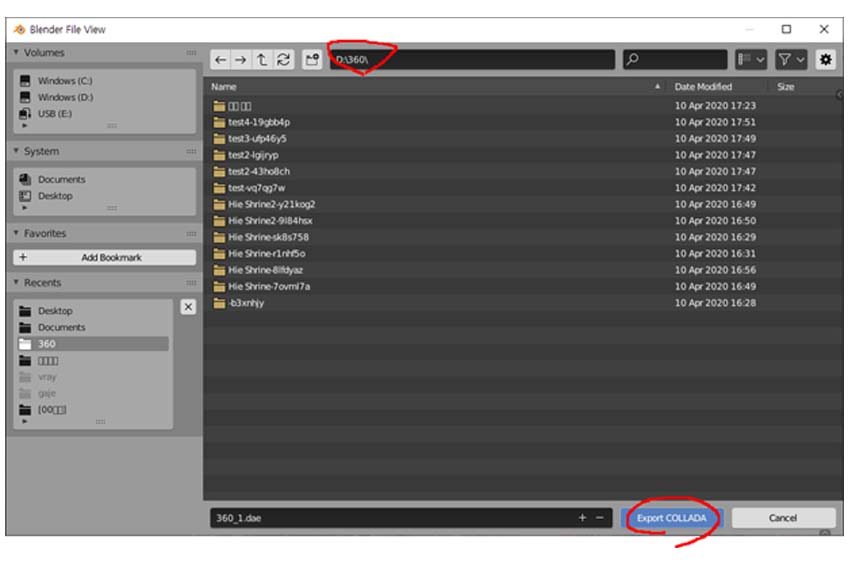 Blender File View
Volumes
Windows (C:)
Windows (D:)
USB (E:)
System
Documents
Desktop
Favorites
+ Add Bookmark
Recents
Desktop
Documents
360
vray
gaje
D:\360\
Name Date Modified Size
10 Apr 2020 17:23
test4-19gbb4p 10 Apr 2020 17:51
test3-ufp46y5 10 Apr 2020 17:49
test2-lgijryp 10 Apr 2020 17:47
test2-43ho8ch 10 Apr 2020 17:47
test-vq7qg7w 10 Apr 2020 17:42
Hie Shrine2-y21kog2 10 Apr 2020 16:49
Hie Shrine2-9l84hsx 10 Apr 2020 16:50
Hie Shrine-sk8s758 10 Apr 2020 16:29
Hie Shrine-r1nhf5o 10 Apr 2020 16:31
Hie Shrine-8lfdyaz 10 Apr 2020 16:56
Hie Shrine-7ovml7a 10 Apr 2020 16:49
-b3xnhjy 10 Apr 2020 16:28
360_1.dae + −
Export COLLADA Cancel